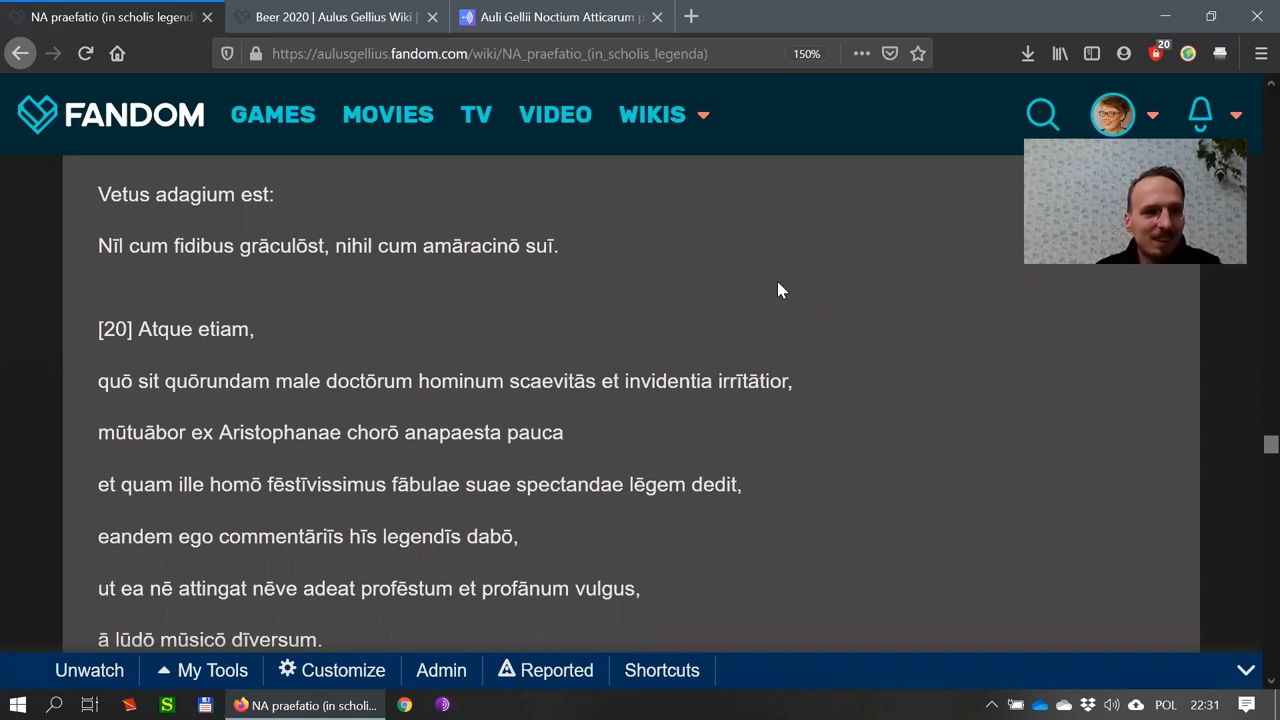 NA praefatio (in scholis legend
Beer 2020 | Aulus Gellius Wiki |
Auli Gellii Noctium Atticarum p
https://aulusgellius.fandom.com/wiki/NA_praefatio_(in_scholis_legenda)
150%
20
FANDOM
GAMES
MOVIES
TV
VIDEO
WIKIS
Vetus adagium est:
Nīl cum fidibus grāculōst, nihil cum amāracinō suī.
[20] Atque etiam,
quō sit quōrundam male doctōrum hominum scaevitās et invidentia irrītātior,
mūtuābor ex Aristophanae chorō anapaesta pauca
et quam ille homō fēstīvissimus fābulae suae spectandae lēgem dedit,
eandem ego commentāriīs hīs legendīs dabō,
ut ea nē attingat nēve adeat profēstum et profānum vulgus,
ā lūdō mūsicō dīversum.
Unwatch
My Tools
Customize
Admin
Reported
Shortcuts
NA praefatio (in scholi...
POL
22:31